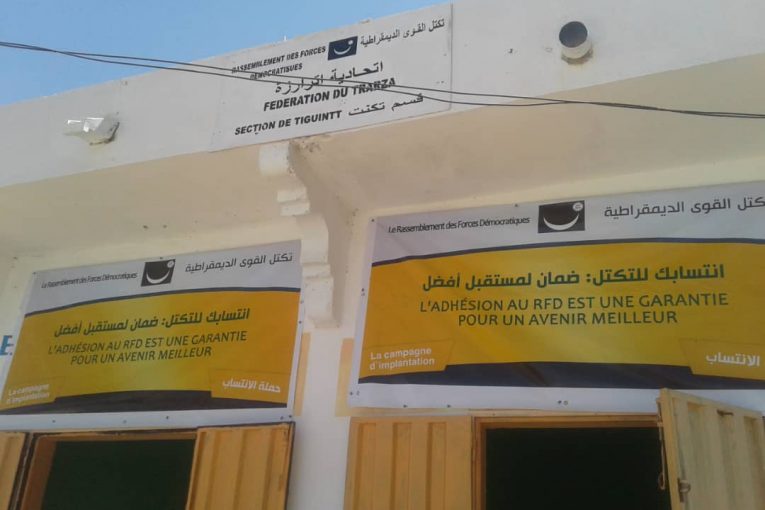 RASSEMBLEMENT DES FORCES DÉMOCRATIQUES تكتل القوى الديمقراطية
اتحادية اترارزة
FEDERATION DU TRARZA
SECTION DE TIGUINTT قسم تكنت
Le Rassemblement des Forces Démocratiques تكتل القوى الديمقراطية
انتسابك للتكتل: ضمان لمستقبل أفضل
L'ADHÉSION AU RFD EST UNE GARANTIE
POUR UN AVENIR MEILLEUR
La campagne
d'implantation
حملة الانتساب
Le Rassemblement des Forces Démocratiques تكتل القوى الديمقراطية
انتسابك للتكتل: ضمان لمستقبل أفضل
L'ADHÉSION AU RFD EST UNE GARANTIE
POUR UN AVENIR MEILLEUR
La campagne
d'implantation
الانتساب